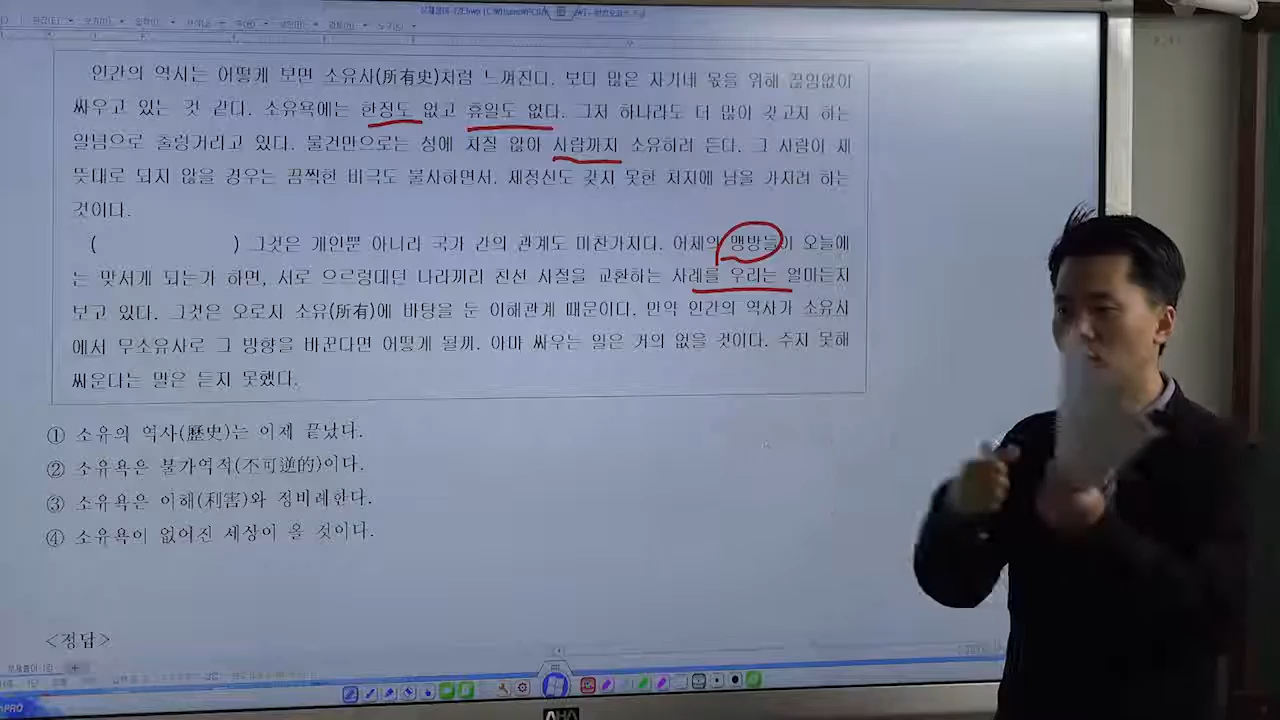 인간의 역사는 어떻게 보면 소유사(所有史)처럼 느껴진다. 보다 많은 자기네 몫을 위해 끊임없이
싸우고 있는 것 같다. 소유욕에는 한정도 없고 휴일도 없다. 그저 하나라도 더 많이 갖고자 하는
일념으로 출렁거리고 있다. 물건만으로는 성에 차질 않아 사람까지 소유하려 든다. 그 사람이 제
뜻대로 되지 않을 경우는 끔찍한 비극도 불사하면서. 제정신도 갖지 못한 처지에 남을 가지려 하는
것이다.
( ) 그것은 개인뿐 아니라 국가 간의 관계도 마찬가지다. 어제의 맹방들이 오늘에
는 맞서게 되는가 하면, 서로 으르렁대던 나라끼리 친선 사절을 교환하는 사례를 우리는 얼마든지
보고 있다. 그것은 오로지 소유(所有)에 바탕을 둔 이해관계 때문이다. 만약 인간의 역사가 소유사
에서 무소유사로 그 방향을 바꾼다면 어떻게 될까. 아마 싸우는 일은 거의 없을 것이다. 주지 못해
싸운다는 말은 듣지 못했다.
① 소유의 역사(歷史)는 이제 끝났다.
② 소유욕은 불가역적(不可逆的)이다.
③ 소유욕은 이해(利害)와 정비례한다.
④ 소유욕이 없어진 세상이 올 것이다.
<정답>